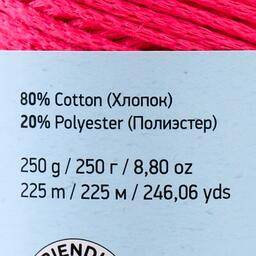 80% Cotton (Хлопок)
20% Polyester (Полиэстер)
250 g / 250 г / 8,80 oz
225 m / 225 м / 246,06 yds